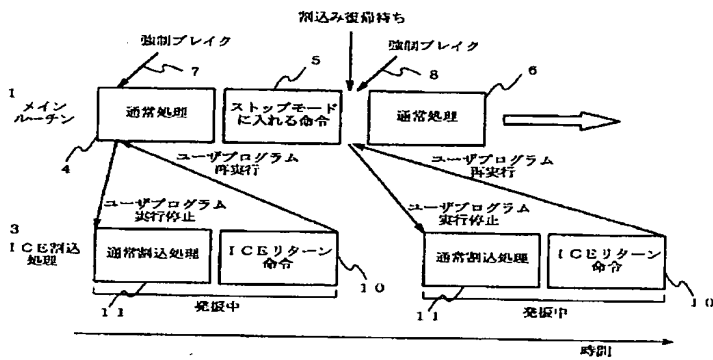 割込み復帰待ち
強制ブレイク
7
5
強制ブレイク
8
6
1
メイン
ルーチン
通常処理
ストップモード
に入れる命令
通常処理
4
ユーザプログラム
再実行
ユーザプログラム
再実行
ユーザプログラム
実行停止
ユーザプログラム
実行停止
3
ICE割込
処理
通常割込処理
ICEリターン
命令
通常割込処理
ICEリターン
命令
11
10
11
10
発振中
発振中
時間